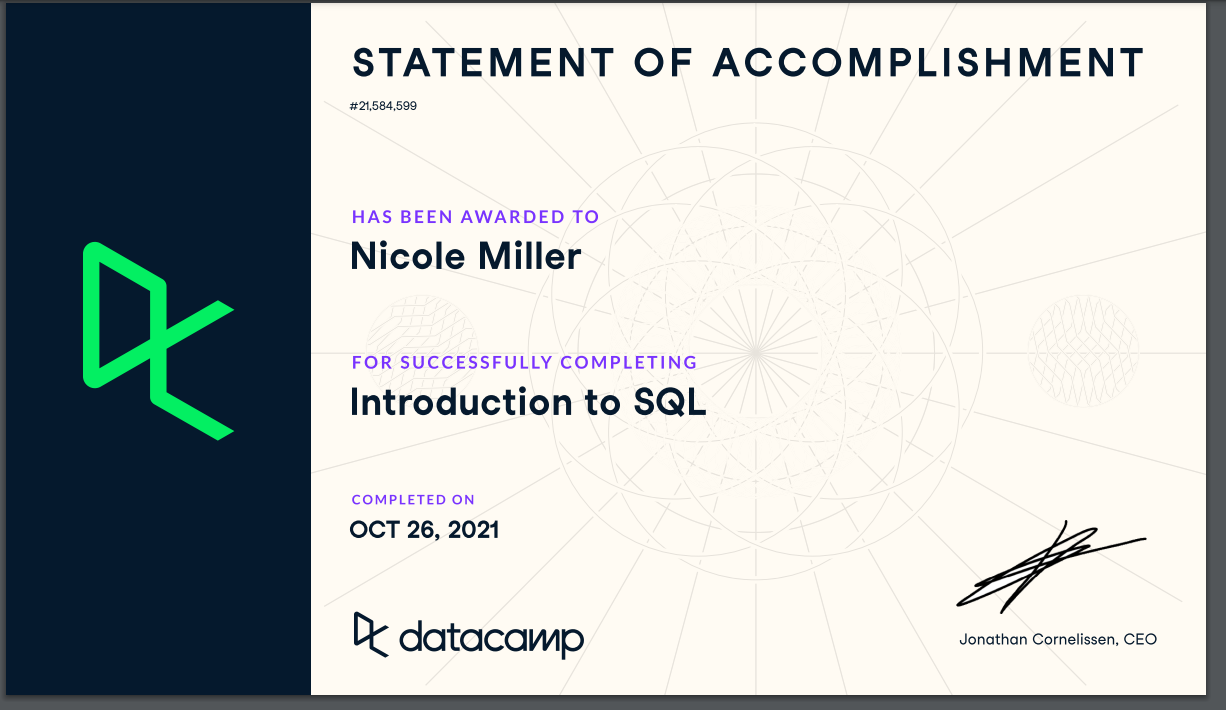 STATEMENT OF ACCOMPLISHMENT
#21,584,599
HAS BEEN AWARDED TO
Nicole Miller
FOR SUCCESSFULLY COMPLETING
Introduction to SQL
COMPLETED ON
OCT 26, 2021
datacamp
Jonathan Cornelissen, CEO